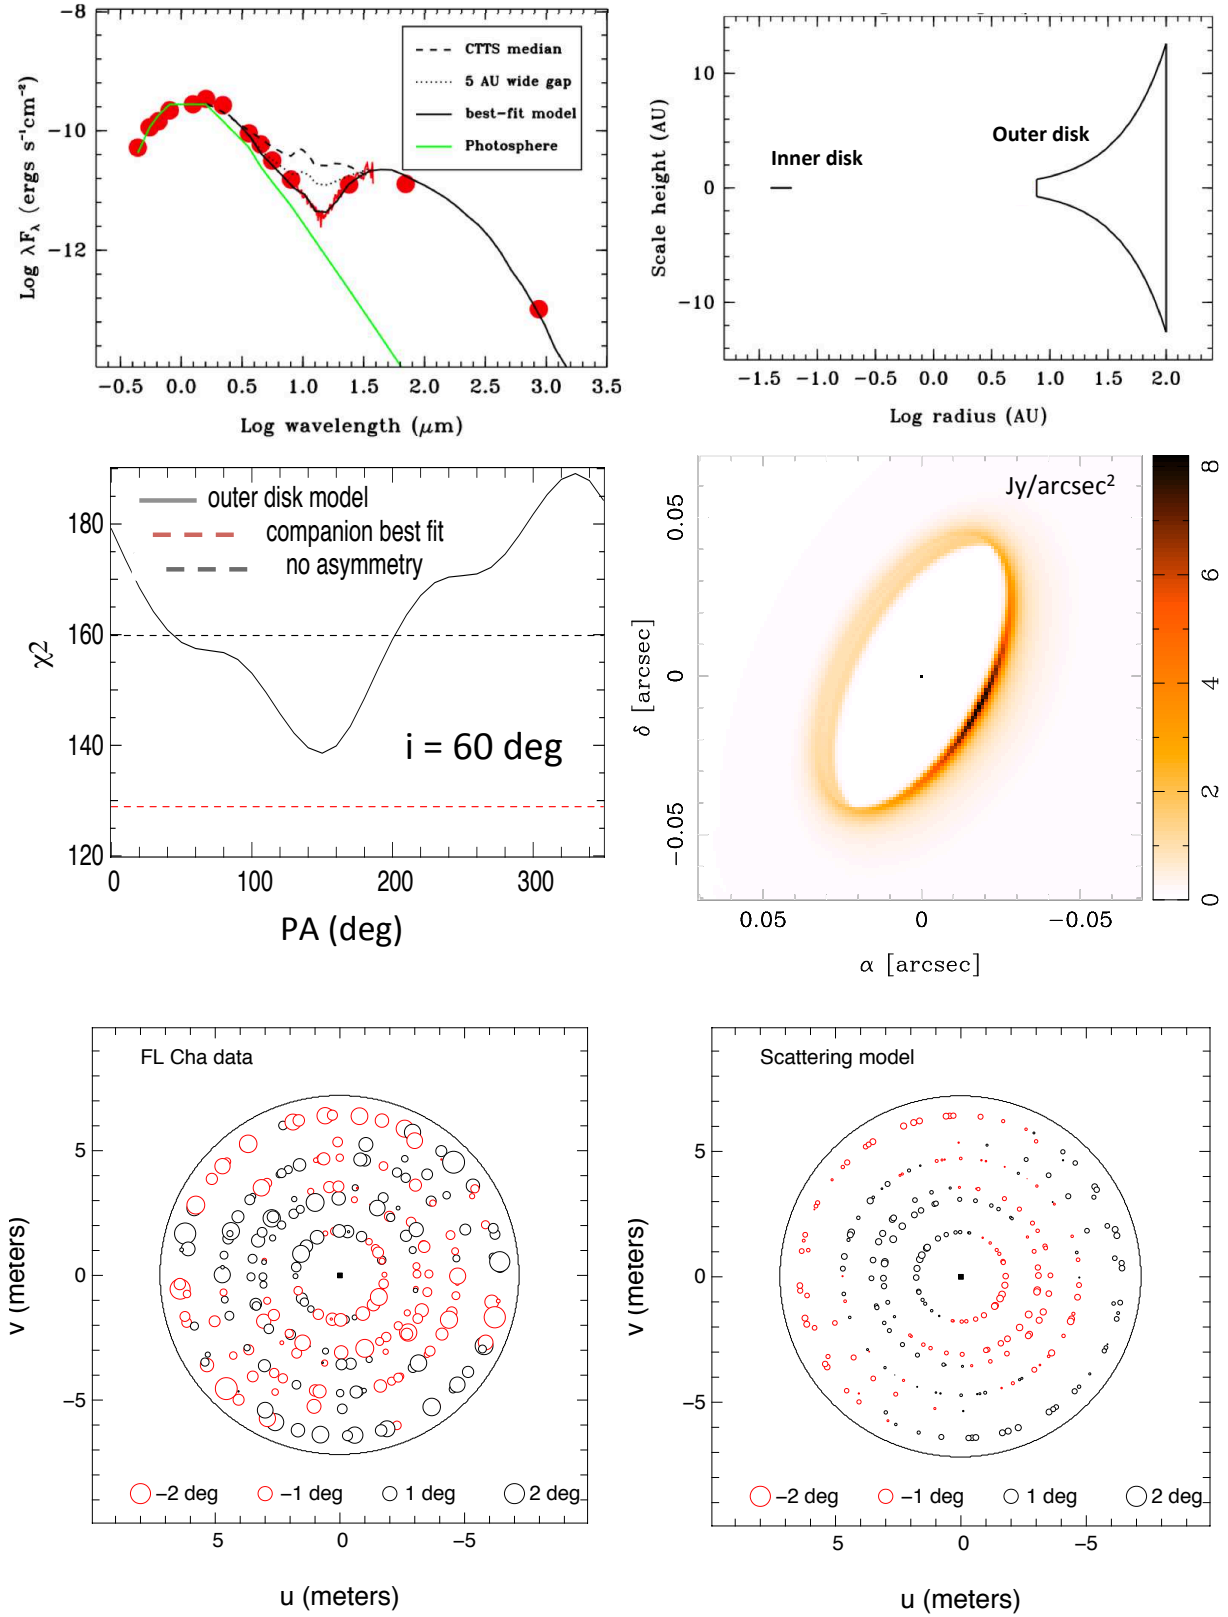 −8
−10
−12
Log λFλ (ergs s−1cm−2)
CTTS median
5 AU wide gap
best-fit model
Photosphere
−0.5 0.0 0.5 1.0 1.5 2.0 2.5 3.0 3.5
Log wavelength (μm)
10
0
−10
Scale height (AU)
Inner disk
Outer disk
−1.5 −1.0 −0.5 0.0 0.5 1.0 1.5 2.0
Log radius (AU)
180
160
140
120
χ2
outer disk model
companion best fit
no asymmetry
i = 60 deg
0 100 200 300
PA (deg)
0.05
0
−0.05
δ [arcsec]
Jy/arcsec2
0.05 0 −0.05
α [arcsec]
8
6
4
2
0
FL Cha data
5
0
−5
v (meters)
−2 deg −1 deg 1 deg 2 deg
5 0 −5
u (meters)
Scattering model
5
0
−5
v (meters)
−2 deg −1 deg 1 deg 2 deg
5 0 −5
u (meters)